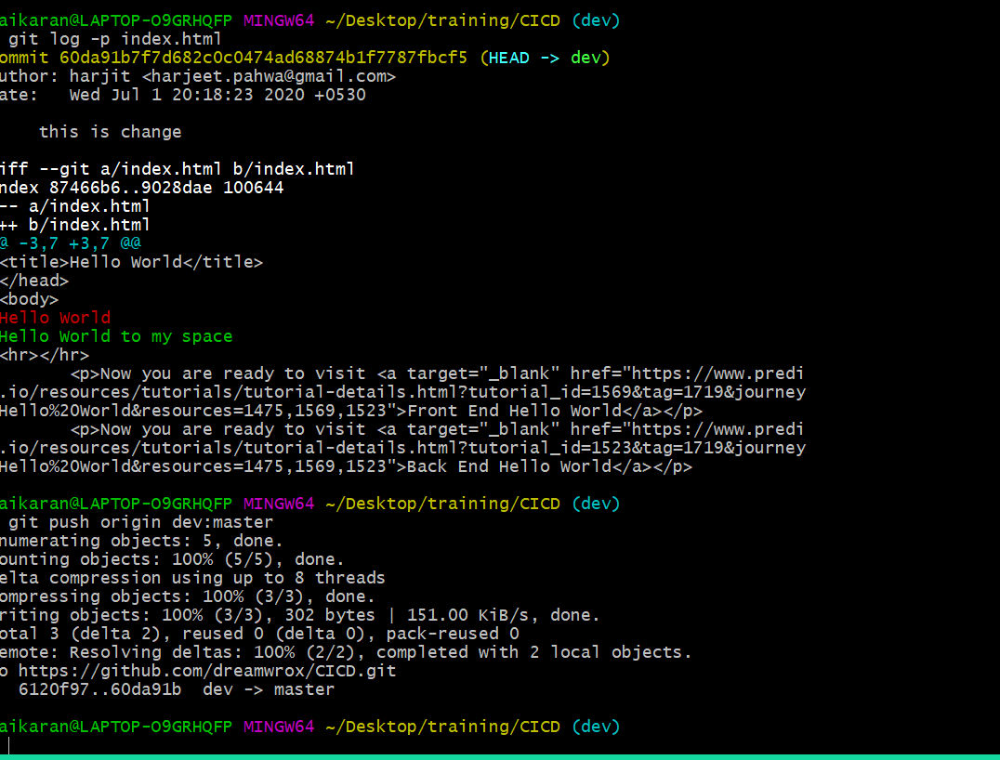 aikaran@LAPTOP-O9GRHQFP MINGW64 ~/Desktop/training/CICD (dev)
git log -p index.html
ommit 60da91b7f7d682c0c0474ad68874b1f7787fbcf5 (HEAD -> dev)
uthor: harjit <harjeet.pahwa@gmail.com>
ate:   Wed Jul 1 20:18:23 2020 +0530
this is change
iff --git a/index.html b/index.html
ndex 87466b6..9028dae 100644
-- a/index.html
++ b/index.html
@ -3,7 +3,7 @@
<title>Hello World</title>
</head>
<body>
Hello World
Hello World to my space
<hr></hr>
<p>Now you are ready to visit <a target="_blank" href="https://www.predi
.io/resources/tutorials/tutorial-details.html?tutorial_id=1569&tag=1719&journey
Hello%20World&resources=1475,1569,1523">Front End Hello World</a></p>
<p>Now you are ready to visit <a target="_blank" href="https://www.predi
.io/resources/tutorials/tutorial-details.html?tutorial_id=1523&tag=1719&journey
Hello%20World&resources=1475,1569,1523">Back End Hello World</a></p>
aikaran@LAPTOP-O9GRHQFP MINGW64 ~/Desktop/training/CICD (dev)
git push origin dev:master
numerating objects: 5, done.
ounting objects: 100% (5/5), done.
elta compression using up to 8 threads
ompressing objects: 100% (3/3), done.
riting objects: 100% (3/3), 302 bytes | 151.00 KiB/s, done.
otal 3 (delta 2), reused 0 (delta 0), pack-reused 0
emote: Resolving deltas: 100% (2/2), completed with 2 local objects.
o https://github.com/dreamwrox/CICD.git
6120f97..60da91b  dev -> master
aikaran@LAPTOP-O9GRHQFP MINGW64 ~/Desktop/training/CICD (dev)